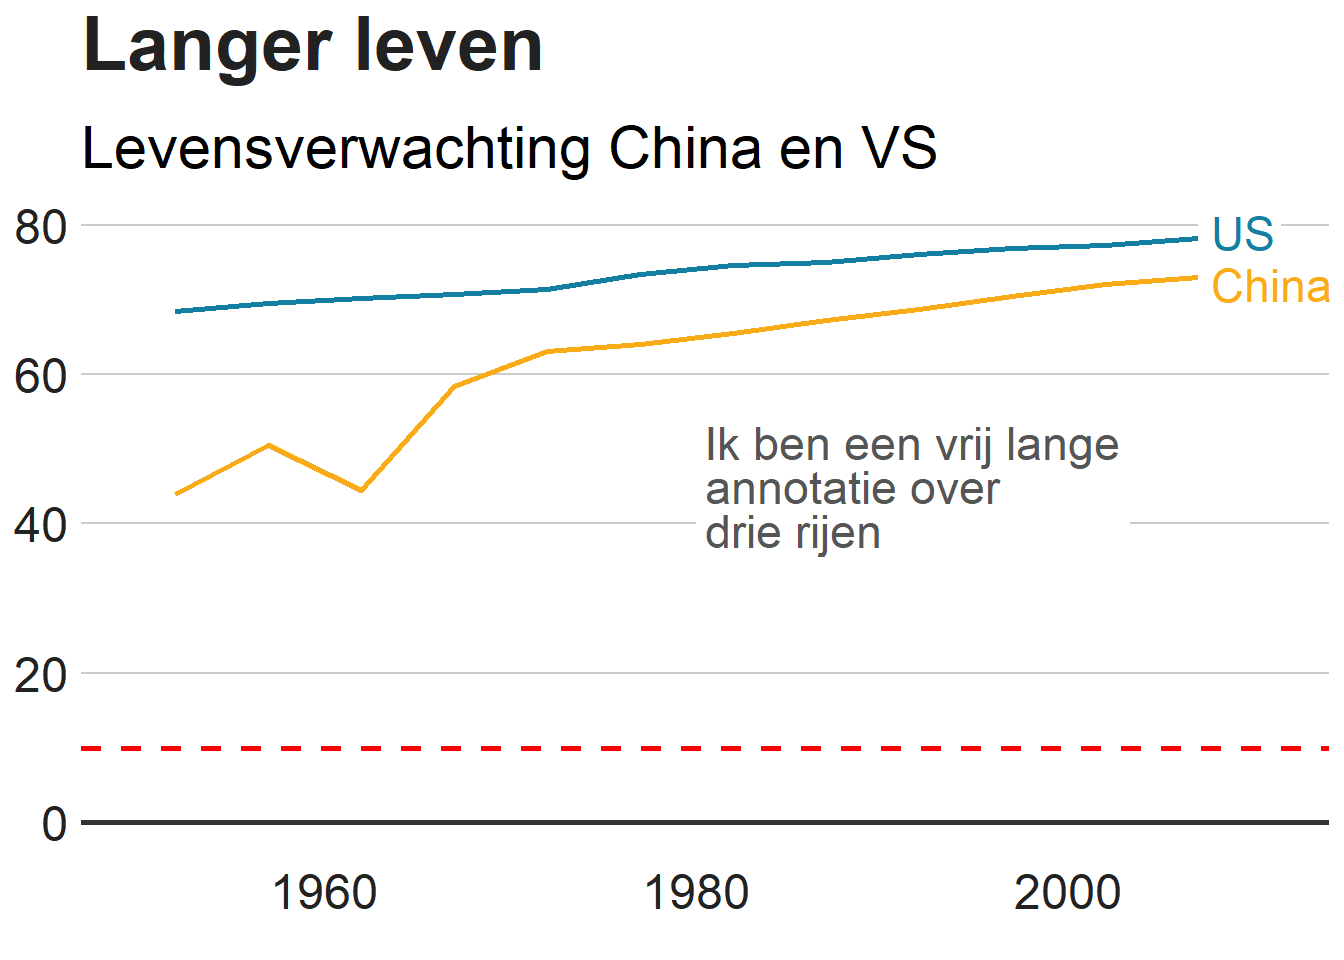 Langer leven
Levensverwachting China en VS
80
US
China
60
Ik ben een vrij lange
annotatie over
drie rijen
40
20
0
1960 1980 2000